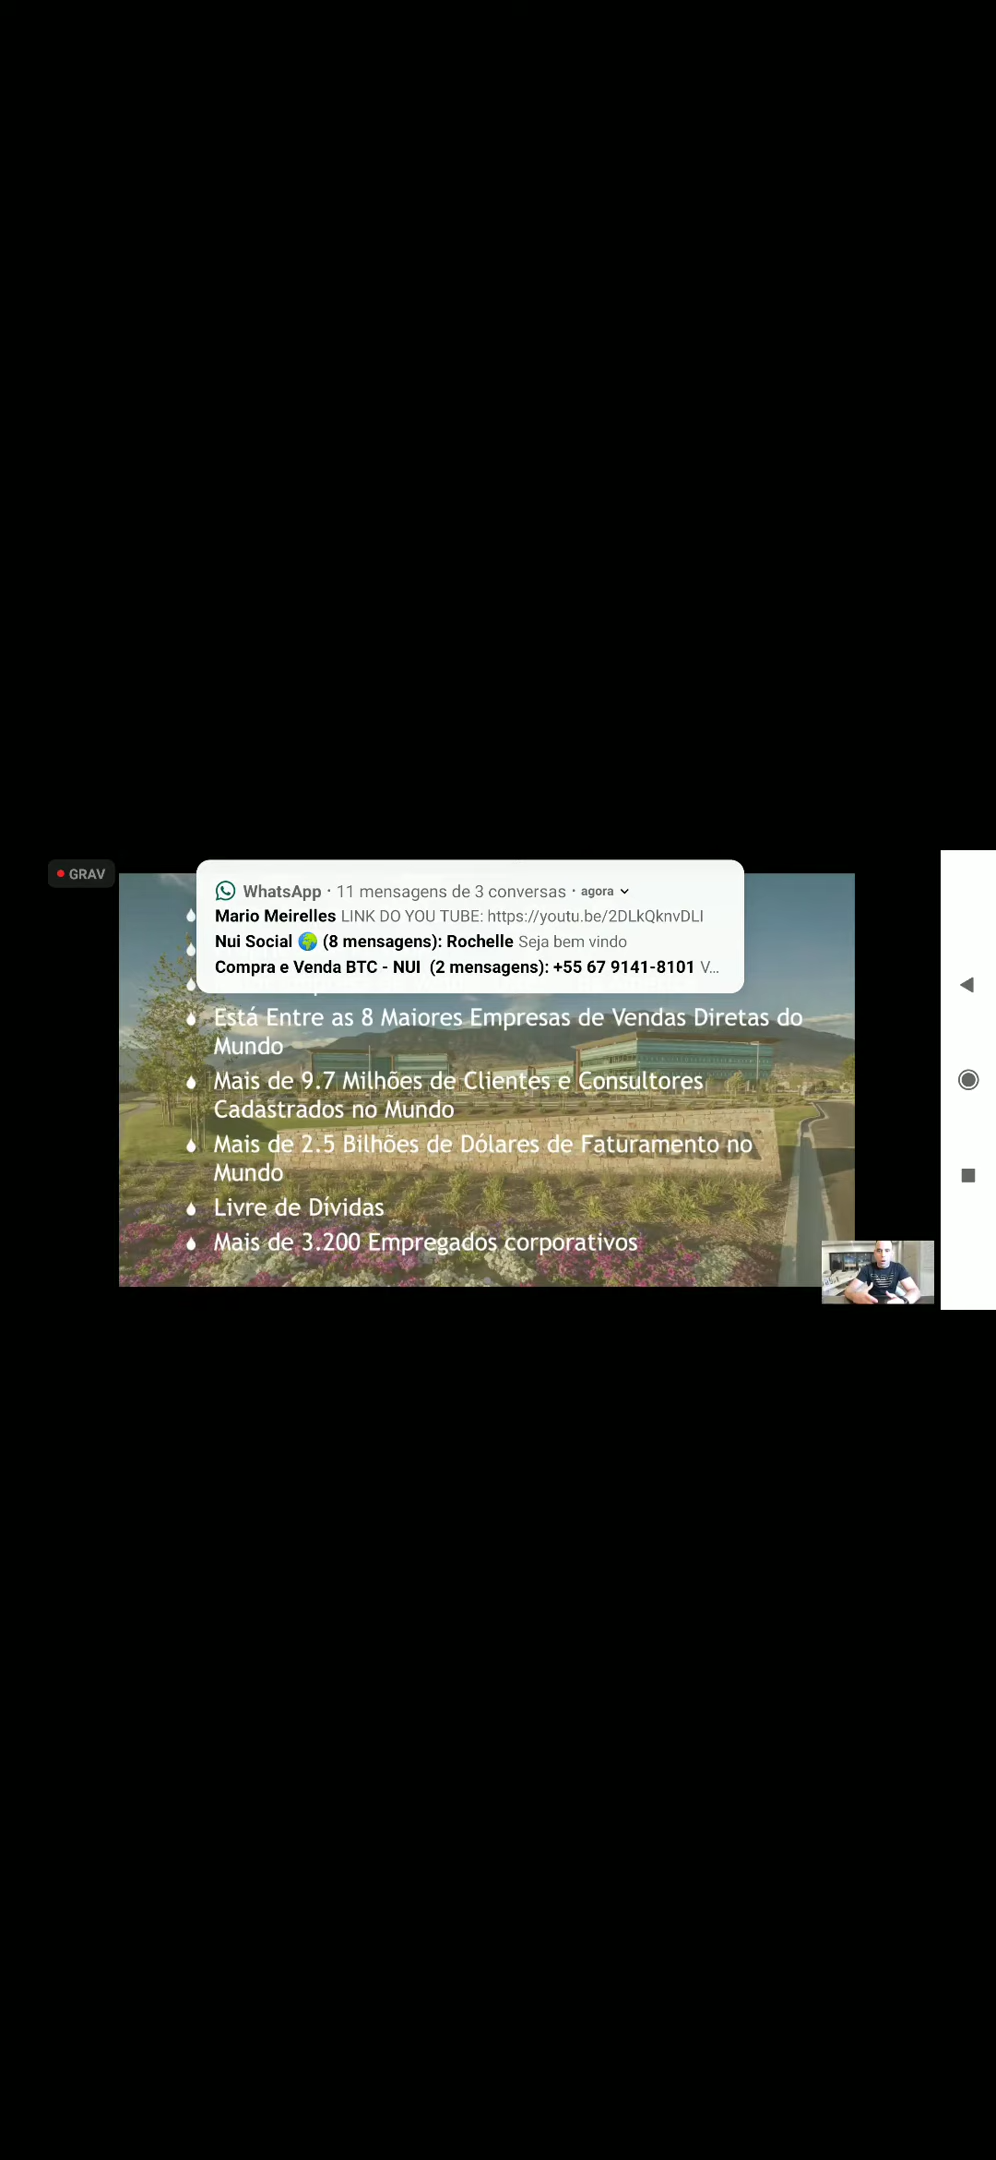 GRAV
WhatsApp · 11 mensagens de 3 conversas · agora
Mario Meirelles LINK DO YOU TUBE: https://youtu.be/2DLkQknvDLI
Nui Social 🌍 (8 mensagens): Rochelle Seja bem vindo
Compra e Venda BTC - NUI (2 mensagens): +55 67 9141-8101 V...
Está Entre as 8 Maiores Empresas de Vendas Diretas do
Mundo
Mais de 9.7 Milhões de Clientes e Consultores
Cadastrados no Mundo
Mais de 2.5 Bilhões de Dólares de Faturamento no
Mundo
Livre de Dívidas
Mais de 3.200 Empregados corporativos